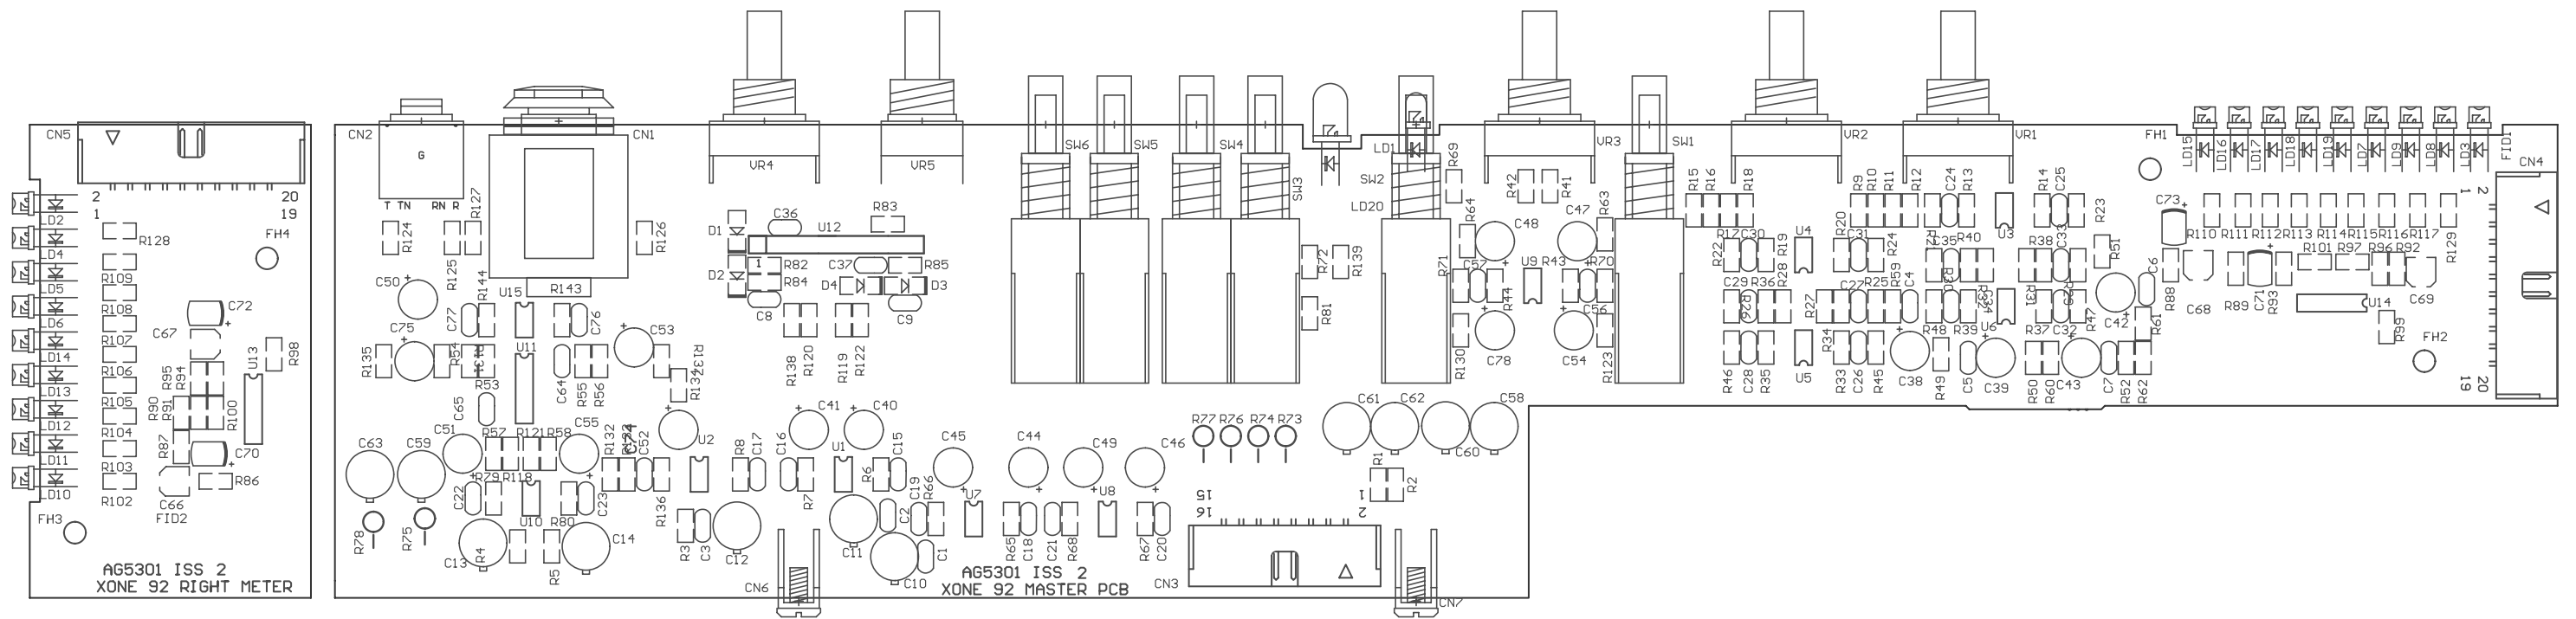 CN5
2
20
1
19
LD2
LD4
LD5
LD6
LD14
LD13
LD12
LD11
LD10
R128
R109
R108
R107
R106
R105
R104
R103
R102
FH4
C72
C67
U13
R98
R95
R94
R90
R91
R100
R87
C70
R86
C66
FID2
FH3
AG5301 ISS 2
XONE 92 RIGHT METER
CN2
G
T TN RN R
R127
R124
R125
R144
CN1
R126
R143
C50
C75
C77
U15
C76
C53
R135
R54
U11
R53
C65
C64
R55
R56
R134
C63
C59
C51
R57
R121
R58
C55
R132
C52
U2
R79
R118
C22
U10
R80
C23
R136
R78
R75
C13
R4
R5
C14
R3
C3
C12
VR4
VR5
D1
D2
C36
U12
R83
1
R82
R84
C37
R85
D4
D3
C8
C9
R138
R120
R119
R122
C41
C40
R8
C17
C16
U1
R7
R6
C15
C11
C2
C19
R66
C10
C1
C45
U7
C44
C49
C46
U8
R65
C18
C21
R68
R67
C20
CN6
AG5301 ISS 2
XONE 92 MASTER PCB
SW6
SW5
SW4
SW3
R72
R139
R81
R77
R76
R74
R73
15
1
16
2
CN3
CN7
R1
R2
C61
C62
C58
C60
LD1
SW2
LD20
R69
R64
R71
R130
C48
C57
R44
C78
R42
R41
VR3
C47
R63
U9
R43
R70
C56
C54
R123
SW1
R15
R16
R18
R17
C30
R22
R19
C29
R36
R28
R26
R46
C28
R35
VR2
U4
U5
R9
R10
R11
R12
R20
C31
R24
R27
C27
R25
R59
C4
R34
R33
C26
R45
C38
VR1
C24
R13
U3
C35
R40
R48
R39
U6
R49
C5
C39
R14
C25
R23
R38
C33
R31
R37
C32
R47
R50
R60
C43
C7
R52
R62
R51
C42
C6
R61
FH1
C73
R88
C68
LD15
LD16
LD17
LD18
LD19
LD7
LD9
LD8
LD3
FID1
CN4
R110
R111
R112
R113
R114
R115
R116
R117
R129
R101
R97
R96
R92
R89
C71
R93
U14
C69
R99
FH2
1
2
19
20